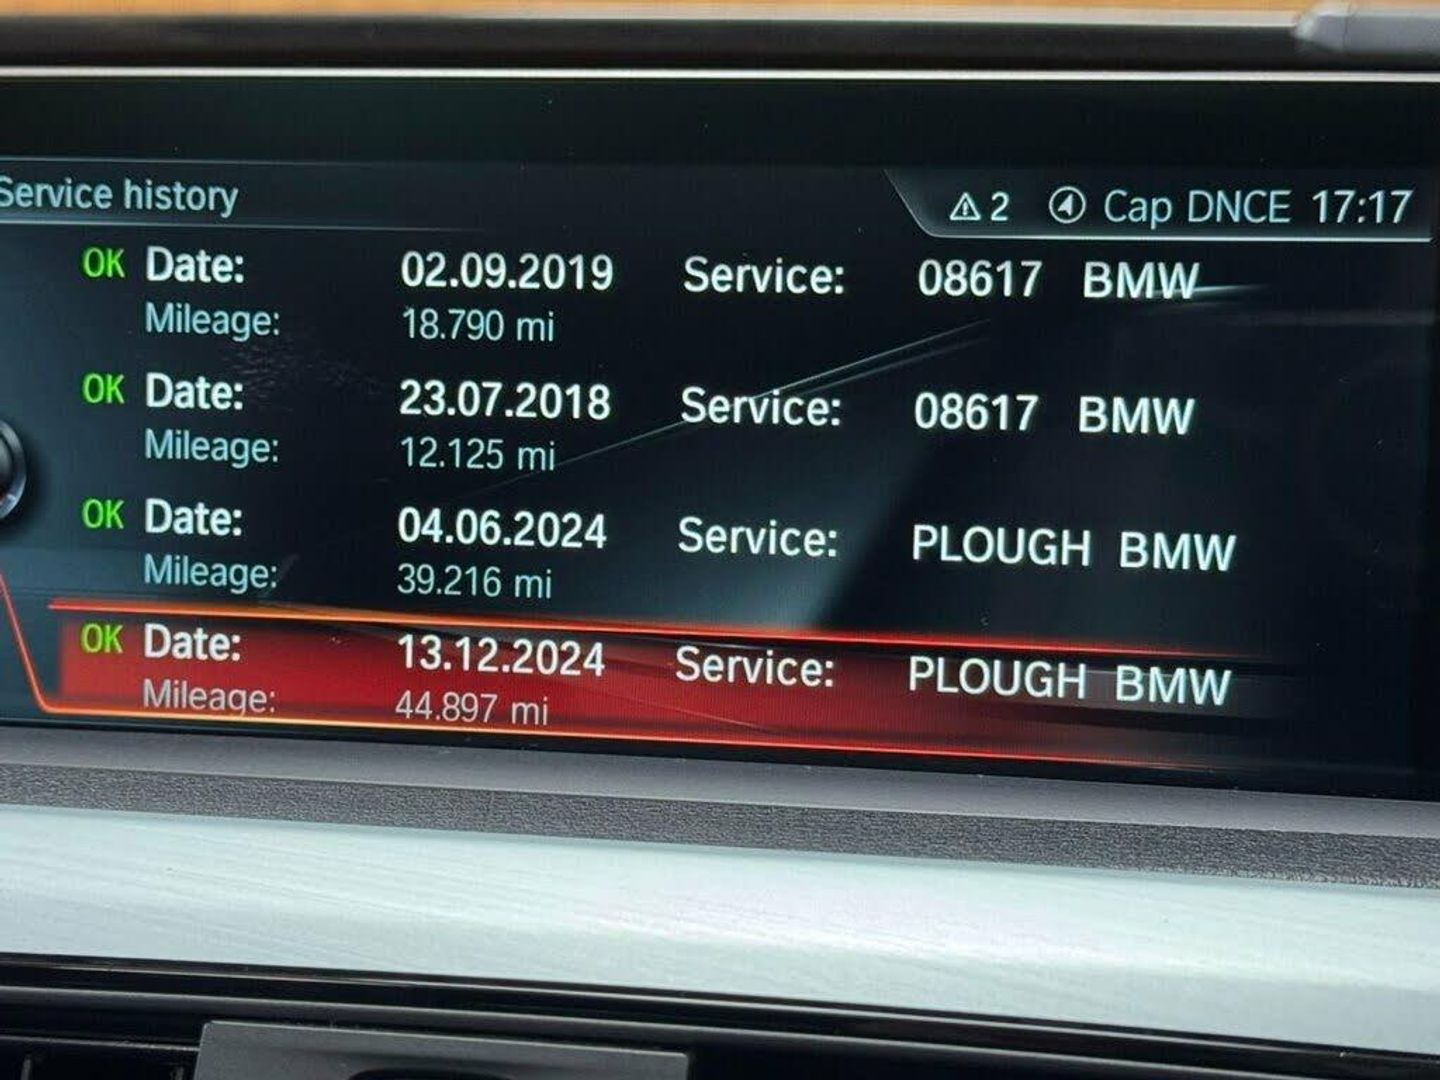 Service history
⚠ 2 Cap DNCE 17:17
OK Date: 02.09.2019 Service: 08617 BMW
Mileage: 18.790 mi
OK Date: 23.07.2018 Service: 08617 BMW
Mileage: 12.125 mi
OK Date: 04.06.2024 Service: PLOUGH BMW
Mileage: 39.216 mi
OK Date: 13.12.2024 Service: PLOUGH BMW
Mileage: 44.897 mi